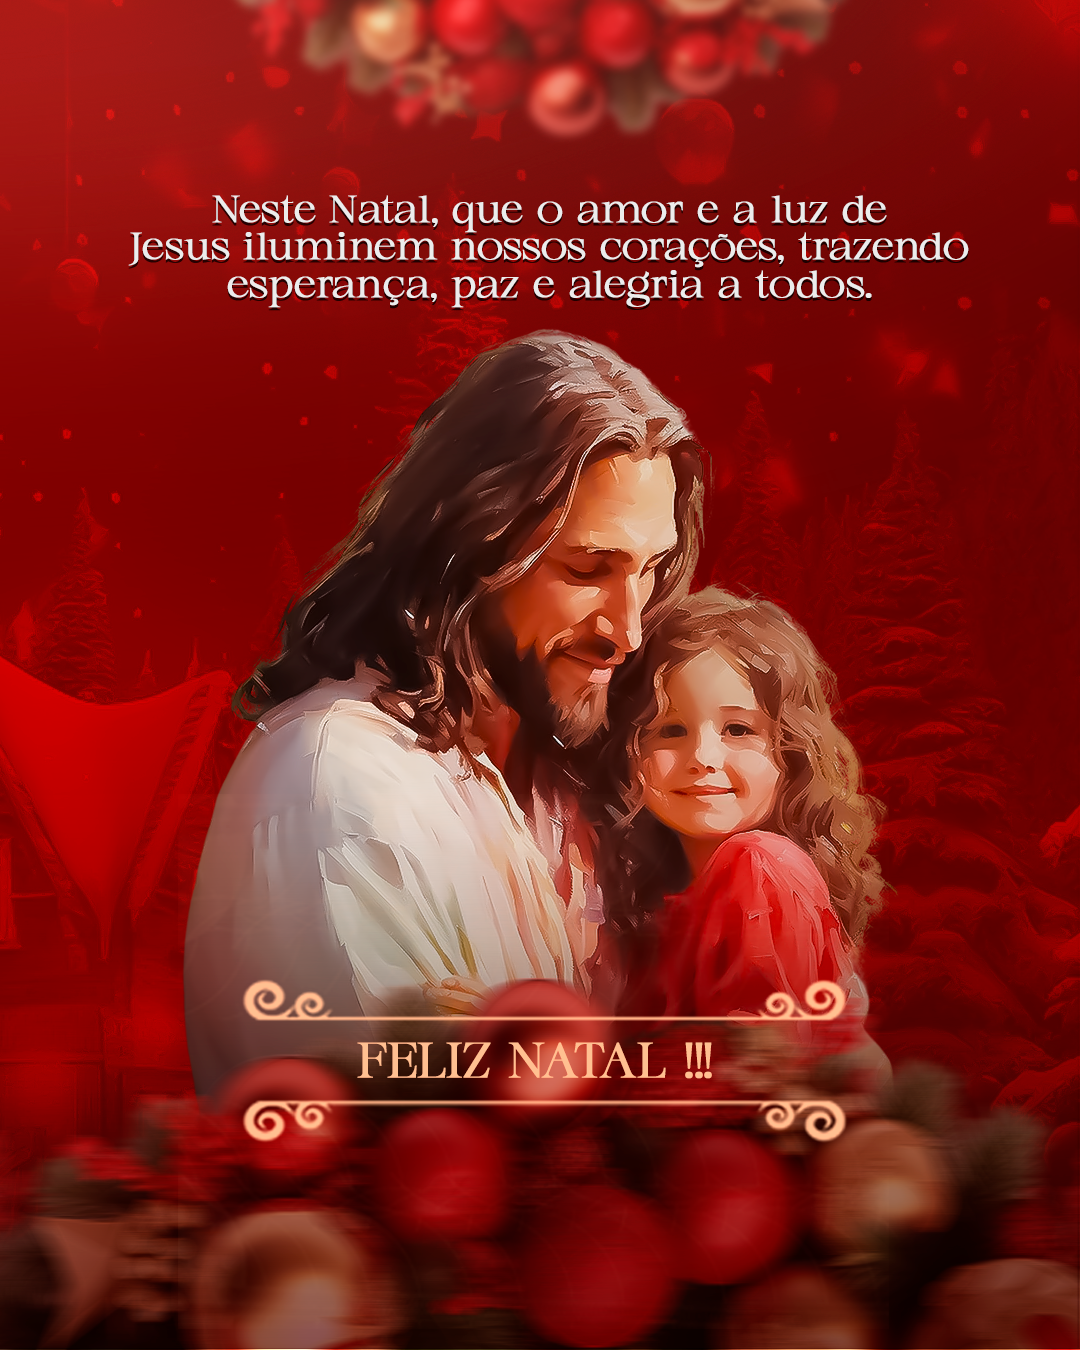 Neste Natal, que o amor e a luz de
Jesus iluminem nossos corações, trazendo
esperança, paz e alegria a todos.
FELIZ NATAL !!!